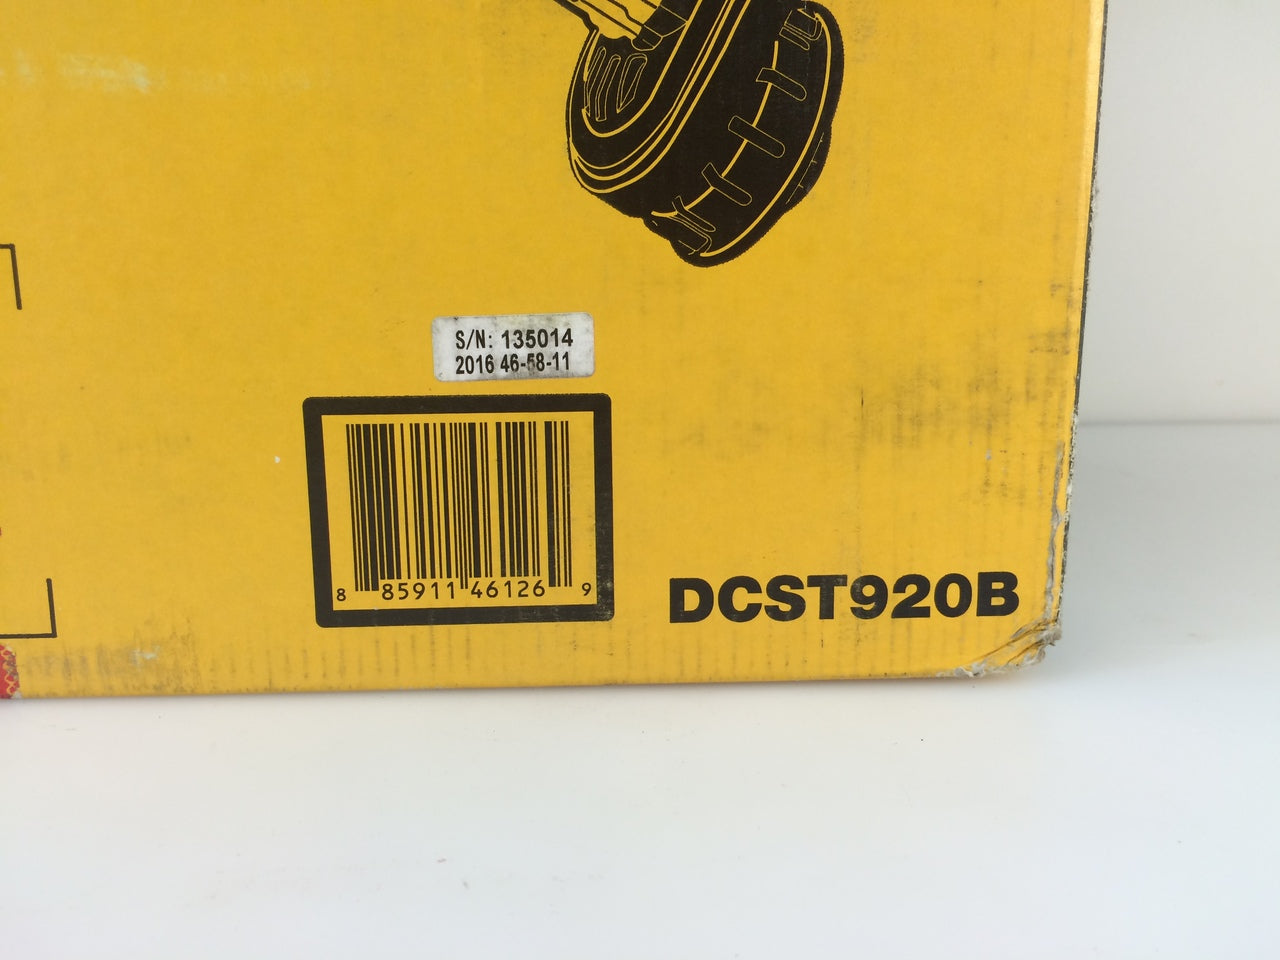 S/N: 135014
2016 46-58-11
8 85911 46126 9
DCST920B